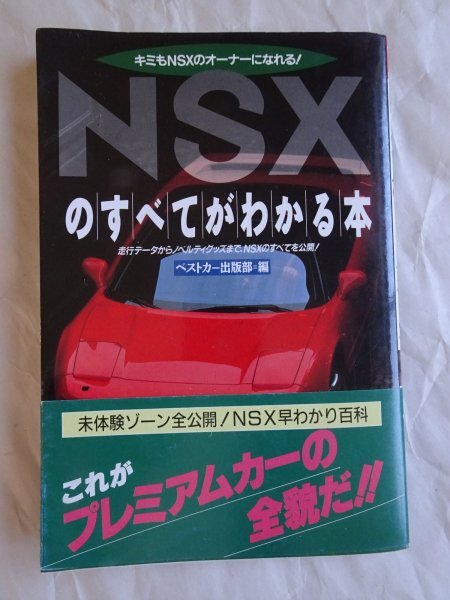 キミもNSXのオーナーになれる!
NSX
のすべてがわかる本
走行データからノベルティグッズまで、NSXのすべてを公開!
ベストカー出版部=編
未体験ゾーン全公開!NSX早わかり百科
これが
プレミアムカーの
全貌だ!!